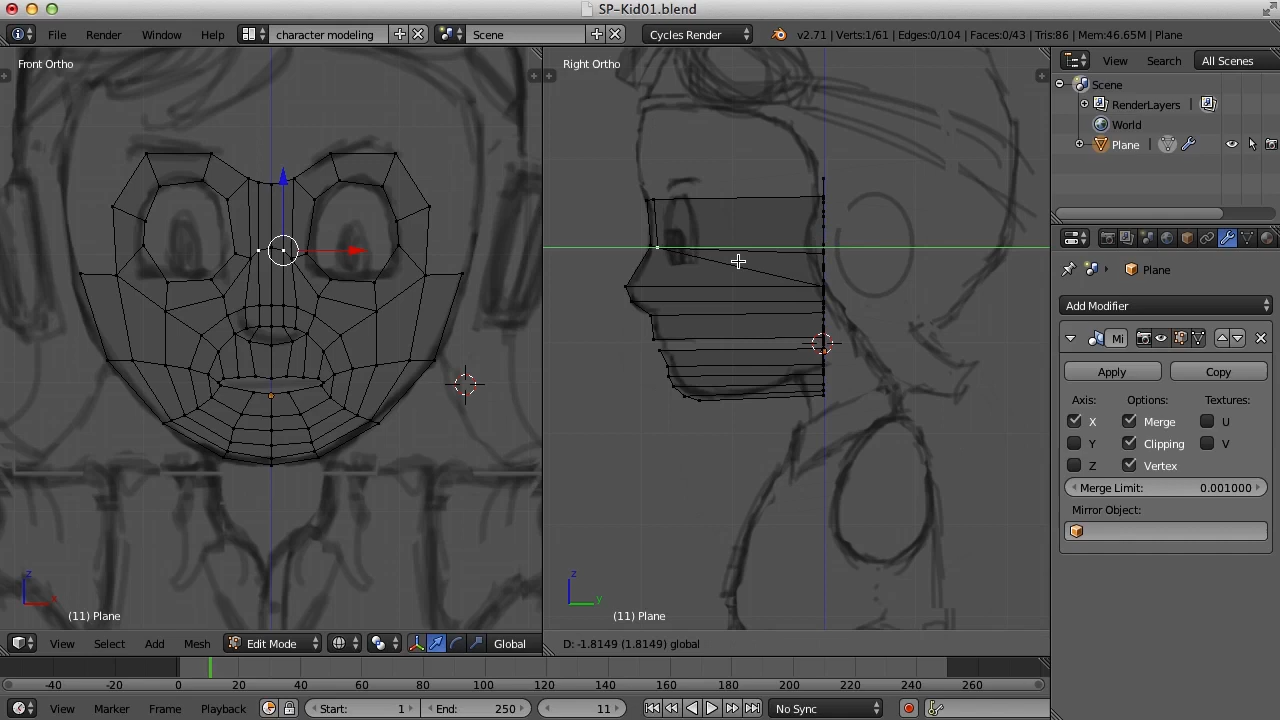 SP-Kid01.blend
File Render Window Help character modeling Scene Cycles Render v2.71 | Verts:1/61 | Edges:0/104 | Faces:0/43 | Tris:86 | Mem:46.65M | Plane
Front Ortho
Right Ortho
View Search All Scenes
Scene
RenderLayers |
World
Plane |
Plane
Add Modifier
Mi
Apply Copy
Axis: Options: Textures:
X Merge U
Y Clipping V
Z Vertex
Merge Limit: 0.001000
Mirror Object:
z
x
(11) Plane
z
y
(11) Plane
View Select Add Mesh Edit Mode Global
D: -1.8149 (1.8149) global
-40 -20 0 20 40 60 80 100 120 140 160 180 200 220 240 260
View Marker Frame Playback Start: 1 End: 250 11 No Sync